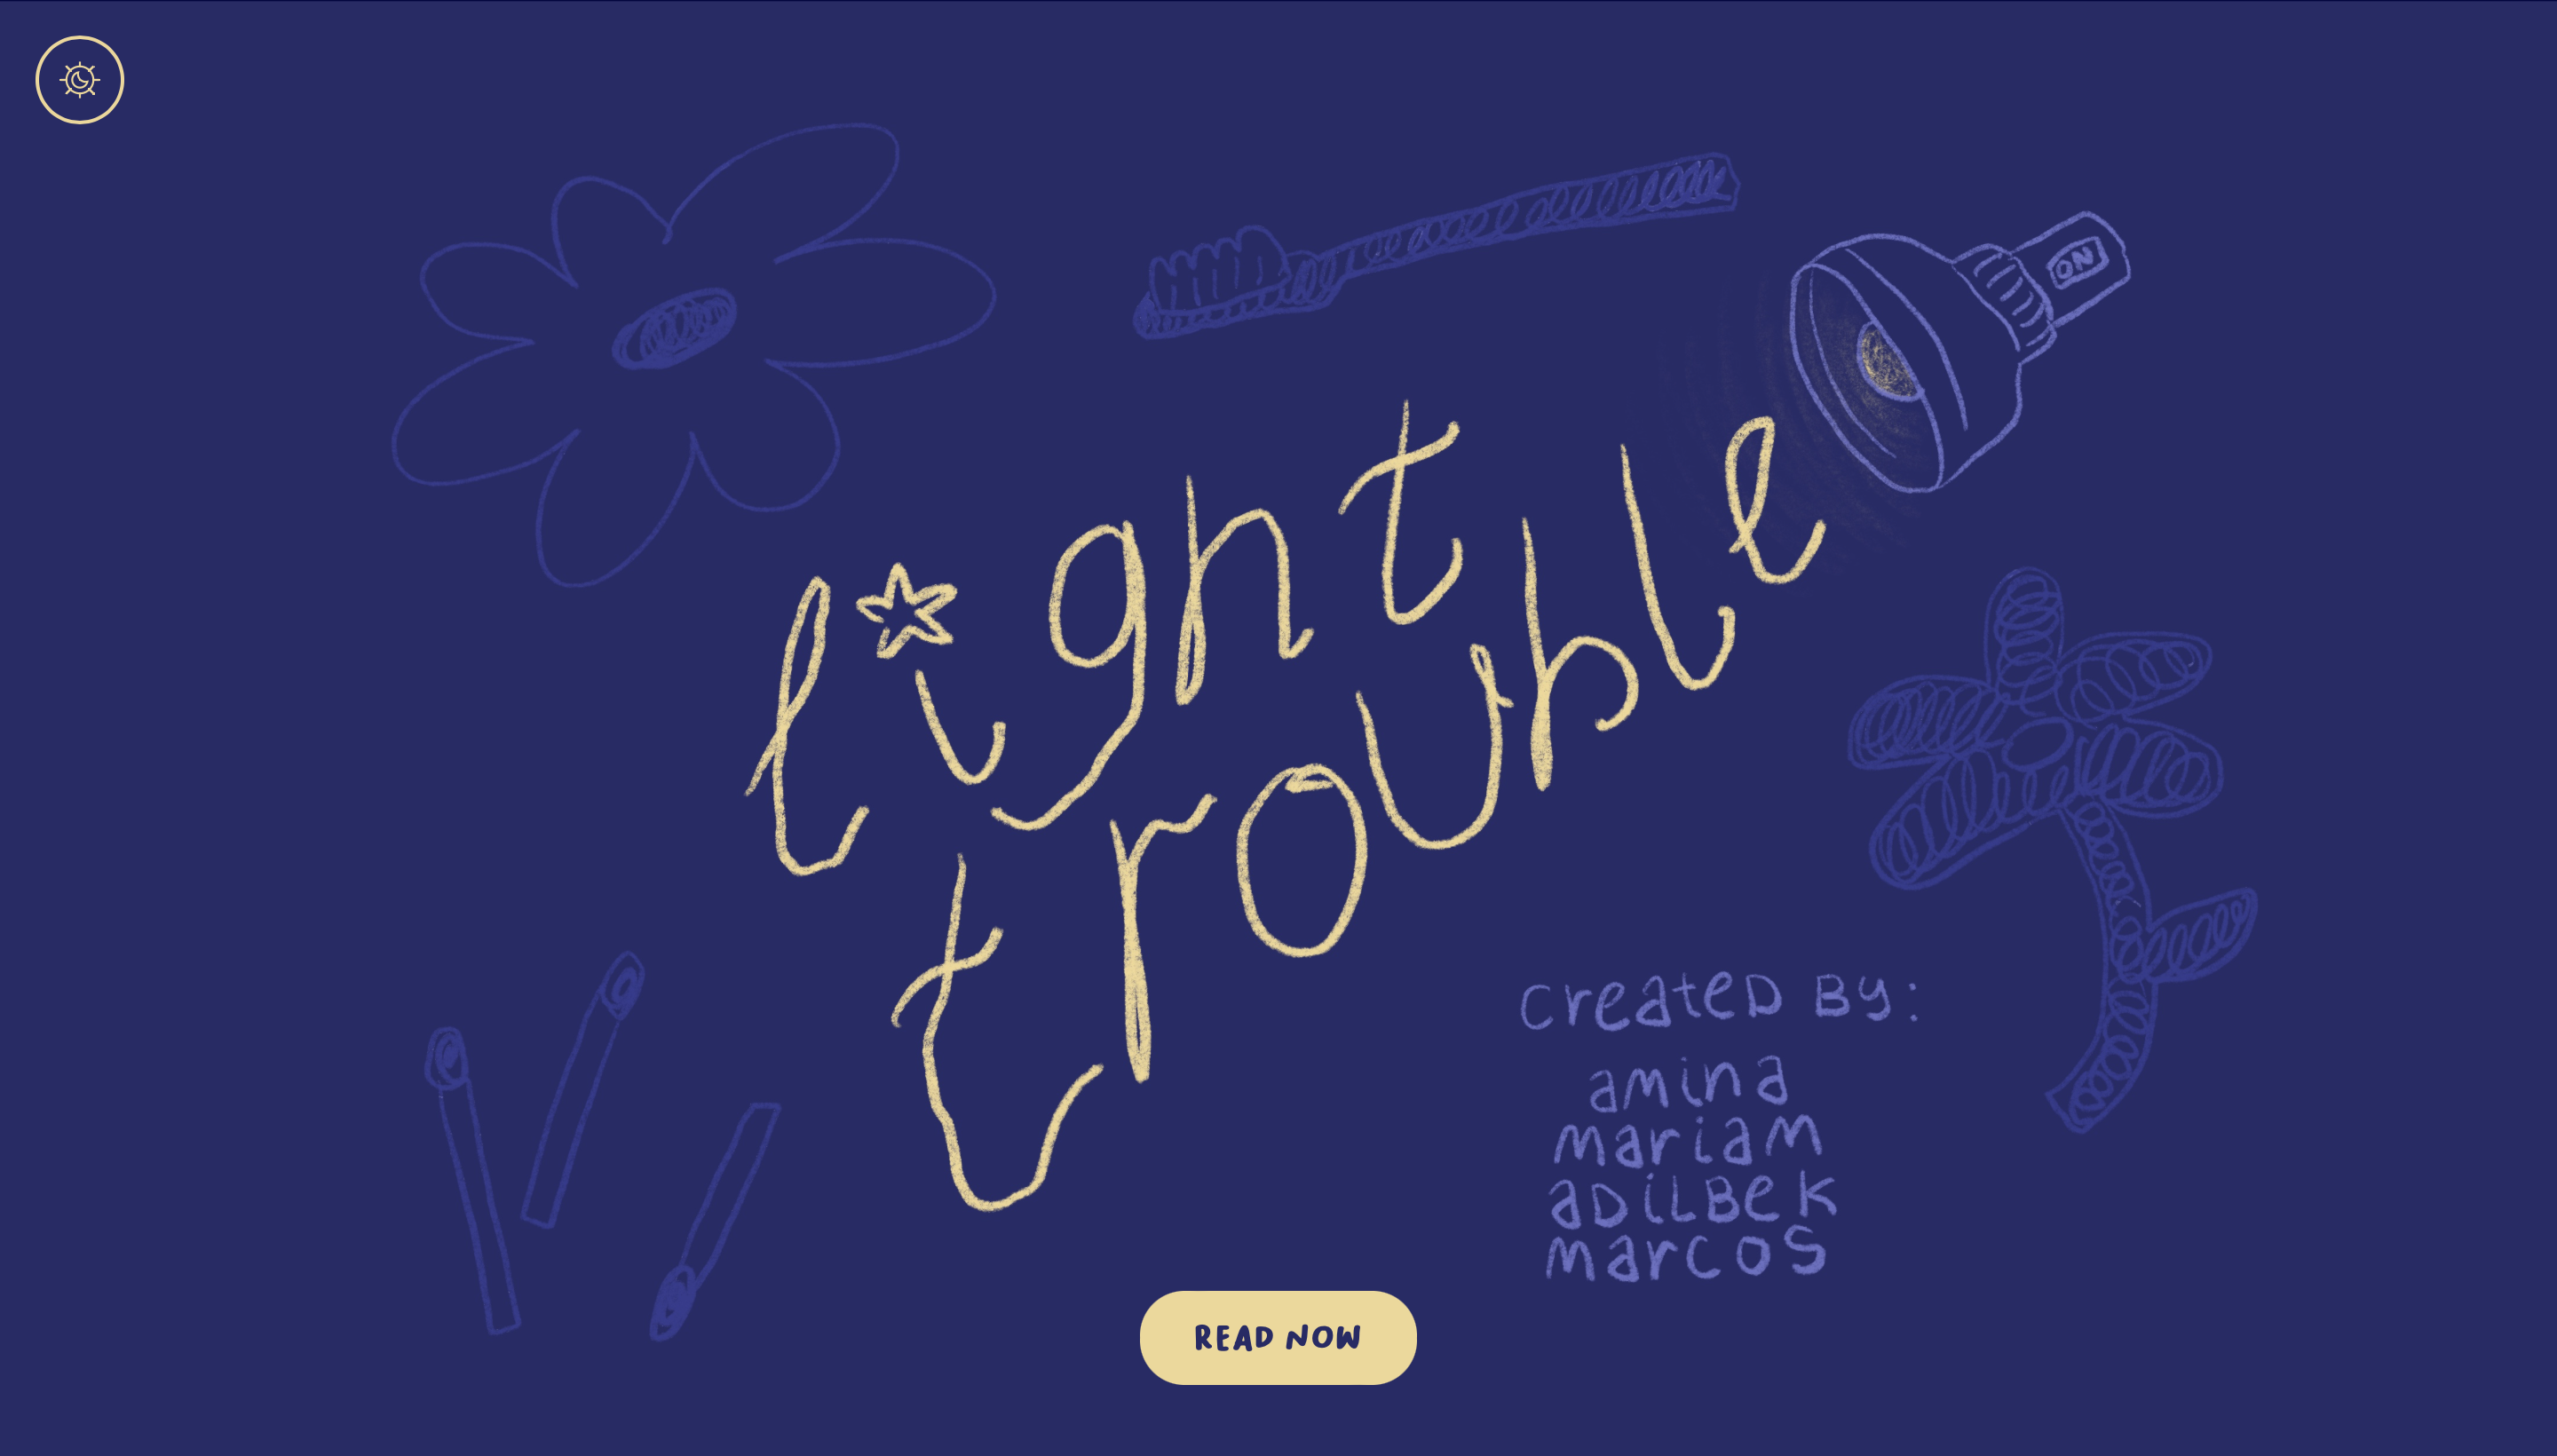 light
trouble
ON
created by:
amina
mariam
adilbek
marcos
READ NOW